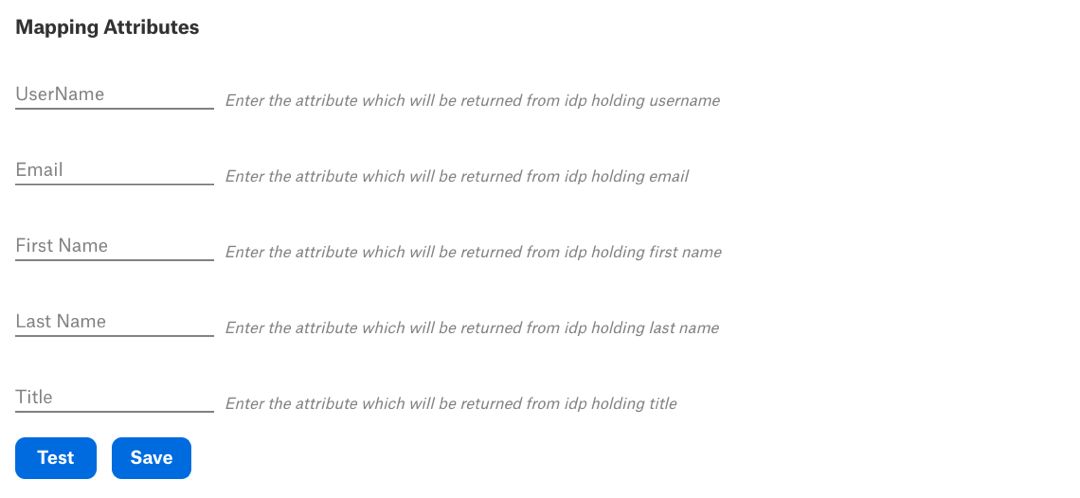 Mapping Attributes
UserName Enter the attribute which will be returned from idp holding username
Email Enter the attribute which will be returned from idp holding email
First Name Enter the attribute which will be returned from idp holding first name
Last Name Enter the attribute which will be returned from idp holding last name
Title Enter the attribute which will be returned from idp holding title
Test Save